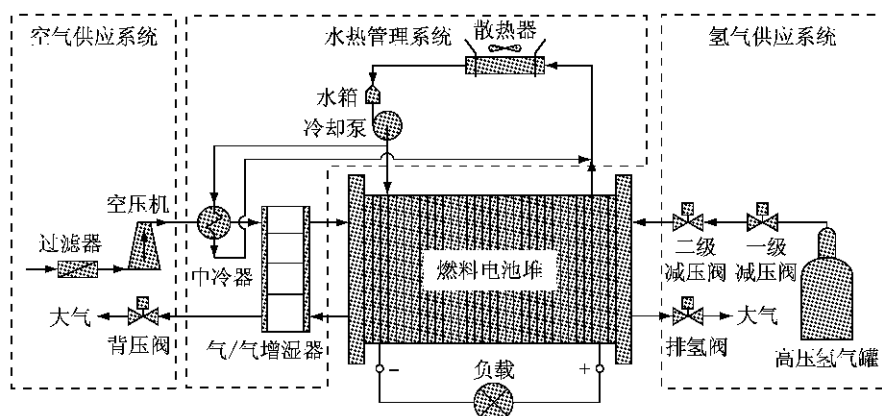 空气供应系统
水热管理系统
氢气供应系统
散热器
水箱
冷却泵
空压机
过滤器
中冷器
燃料电池堆
二级
减压阀
一级
减压阀
大气
背压阀
气/气增湿器
排氢阀
大气
高压氢气罐
-
负载
+